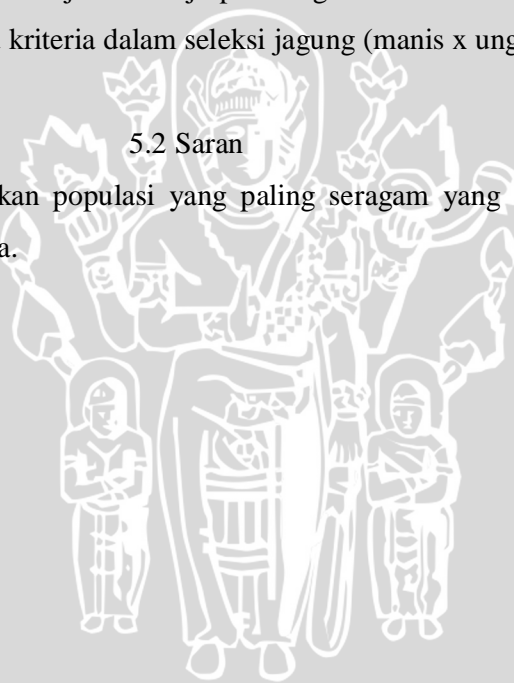 kriteria dalam seleksi jagung (manis x ung
5.2 Saran
kan populasi yang paling seragam yang
a.